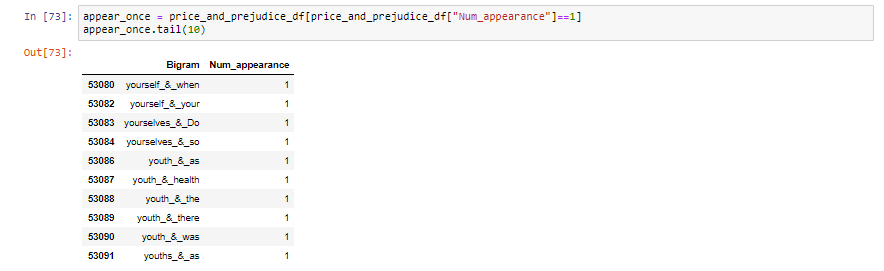 In [73]: appear_once = price_and_prejudice_df[price_and_prejudice_df["Num_appearance"]==1]
appear_once.tail(10)
Out[73]:
Bigram Num_appearance
53080 yourself_&_when 1
53082 yourself_&_your 1
53083 yourselves_&_Do 1
53084 yourselves_&_so 1
53086 youth_&_as 1
53087 youth_&_health 1
53088 youth_&_the 1
53089 youth_&_there 1
53090 youth_&_was 1
53091 youths_&_as 1